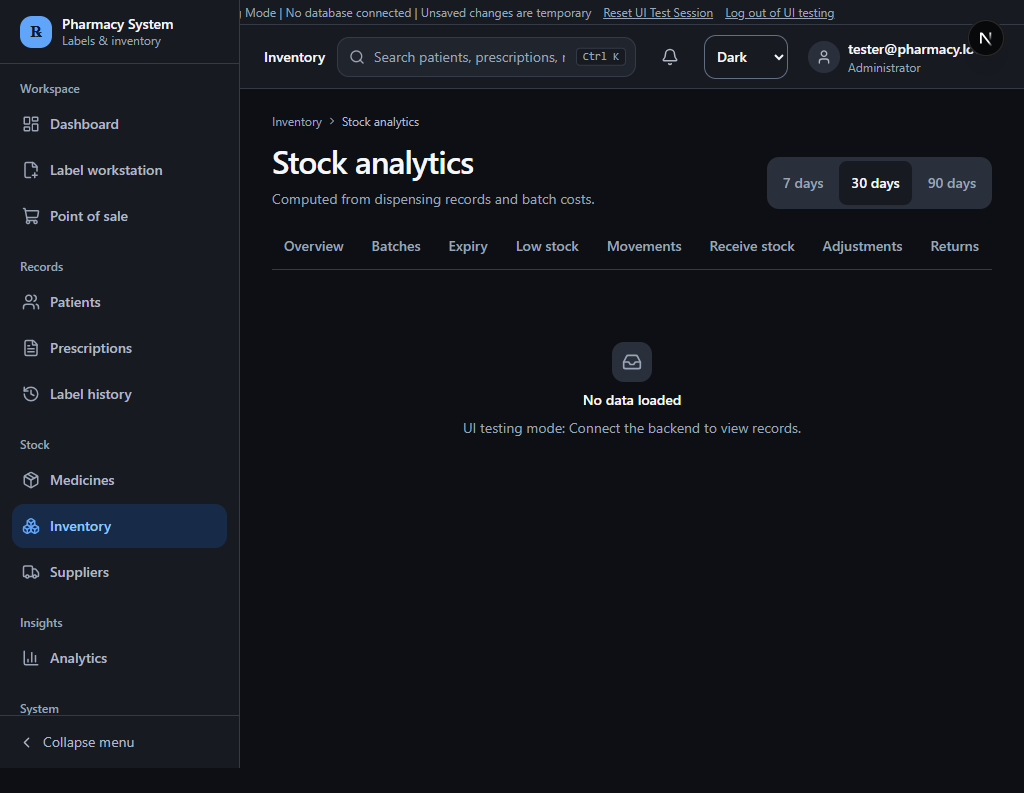 ℞
Pharmacy System
Labels & inventory
Workspace
Dashboard
Label workstation
Point of sale
Records
Patients
Prescriptions
Label history
Stock
Medicines
Inventory
Suppliers
Insights
Analytics
System
Collapse menu
Mode | No database connected | Unsaved changes are temporary Reset UI Test Session Log out of UI testing
Inventory
Search patients, prescriptions,
Ctrl K
Dark
tester@pharmacy.lo
Administrator
N
Inventory > Stock analytics
Stock analytics
Computed from dispensing records and batch costs.
7 days 30 days 90 days
Overview Batches Expiry Low stock Movements Receive stock Adjustments Returns
No data loaded
UI testing mode: Connect the backend to view records.